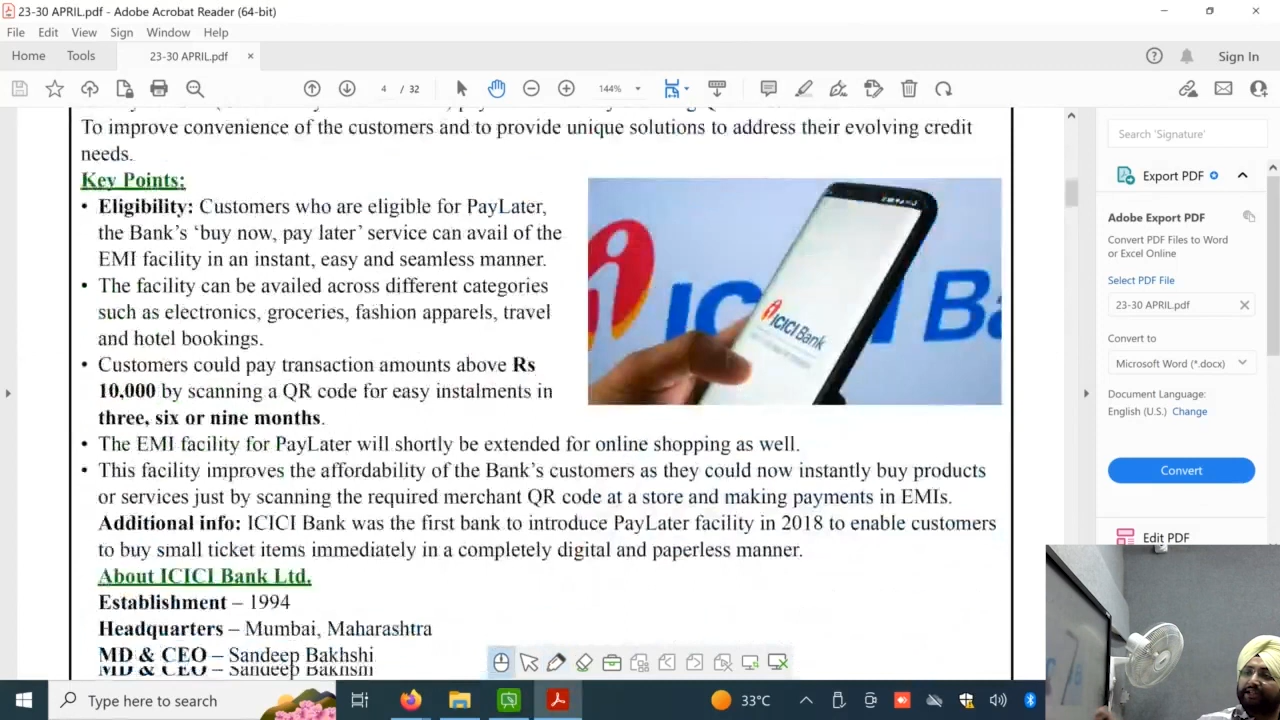 23-30 APRIL.pdf - Adobe Acrobat Reader (64-bit)
File Edit View Sign Window Help
Home Tools 23-30 APRIL.pdf × Sign In
4 / 32 144%
To improve convenience of the customers and to provide unique solutions to address their evolving credit
needs.
Key Points:
• Eligibility: Customers who are eligible for PayLater,
the Bank's 'buy now, pay later' service can avail of the
EMI facility in an instant, easy and seamless manner.
• The facility can be availed across different categories
such as electronics, groceries, fashion apparels, travel
and hotel bookings.
• Customers could pay transaction amounts above Rs
10,000 by scanning a QR code for easy instalments in
three, six or nine months.
• The EMI facility for PayLater will shortly be extended for online shopping as well.
• This facility improves the affordability of the Bank's customers as they could now instantly buy products
or services just by scanning the required merchant QR code at a store and making payments in EMIs.
Additional info: ICICI Bank was the first bank to introduce PayLater facility in 2018 to enable customers
to buy small ticket items immediately in a completely digital and paperless manner.
About ICICI Bank Ltd.
Establishment – 1994
Headquarters – Mumbai, Maharashtra
MD & CEO – Sandeep Bakhshi
MD & CEO – Sandeep Bakhshi
ICICI Ba
ICICI Bank
Search 'Signature'
Export PDF
Adobe Export PDF
Convert PDF Files to Word
or Excel Online
Select PDF File
23-30 APRIL.pdf
Convert to
Microsoft Word (*.docx)
Document Language:
English (U.S.) Change
Convert
Edit PDF
Type here to search
33°C